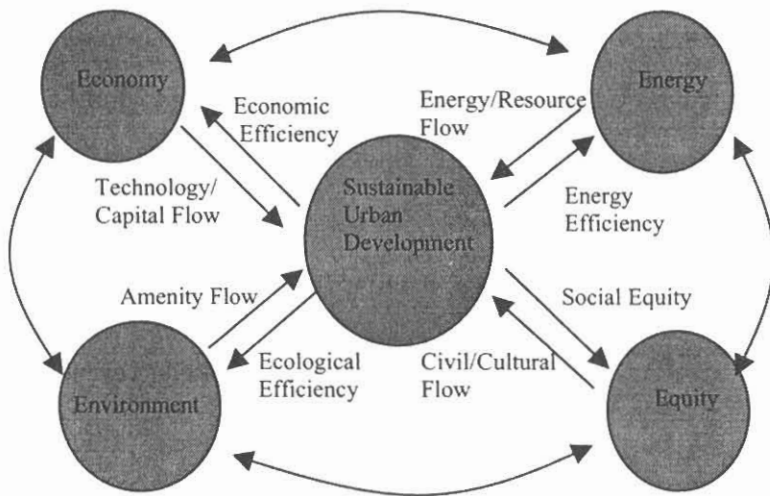 Economy
Energy
Economic
Efficiency
Energy/Resource
Flow
Technology/
Capital Flow
Sustainable
Urban
Development
Energy
Efficiency
Amenity Flow
Social Equity
Ecological
Efficiency
Civil/Cultural
Flow
Environment
Equity